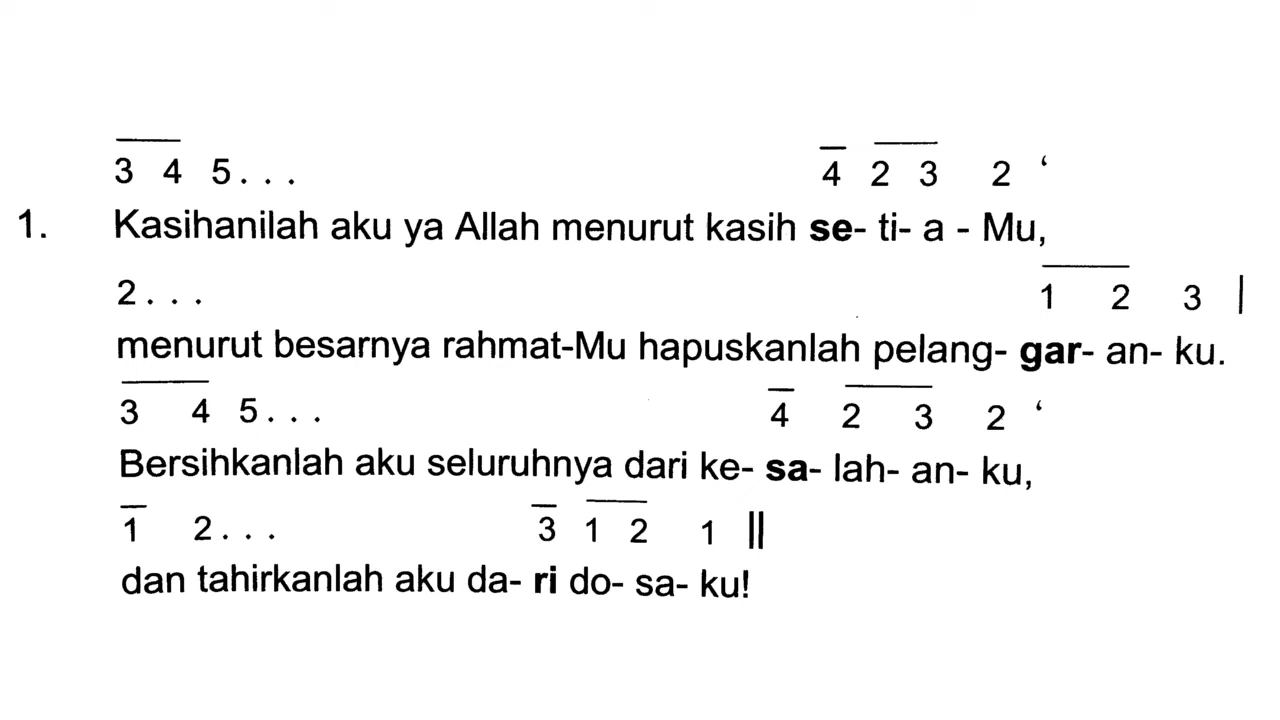 3 4 5... 4 2 3 2 ‘
1. Kasihanilah aku ya Allah menurut kasih se- ti- a - Mu,
2... 1 2 3 |
menurut besarnya rahmat-Mu hapuskanlah pelang- gar- an- ku.
3 4 5... 4 2 3 2 ‘
Bersihkanlah aku seluruhnya dari ke- sa- lah- an- ku,
1 2... 3 1 2 1 ||
dan tahirkanlah aku da- ri do- sa- ku!